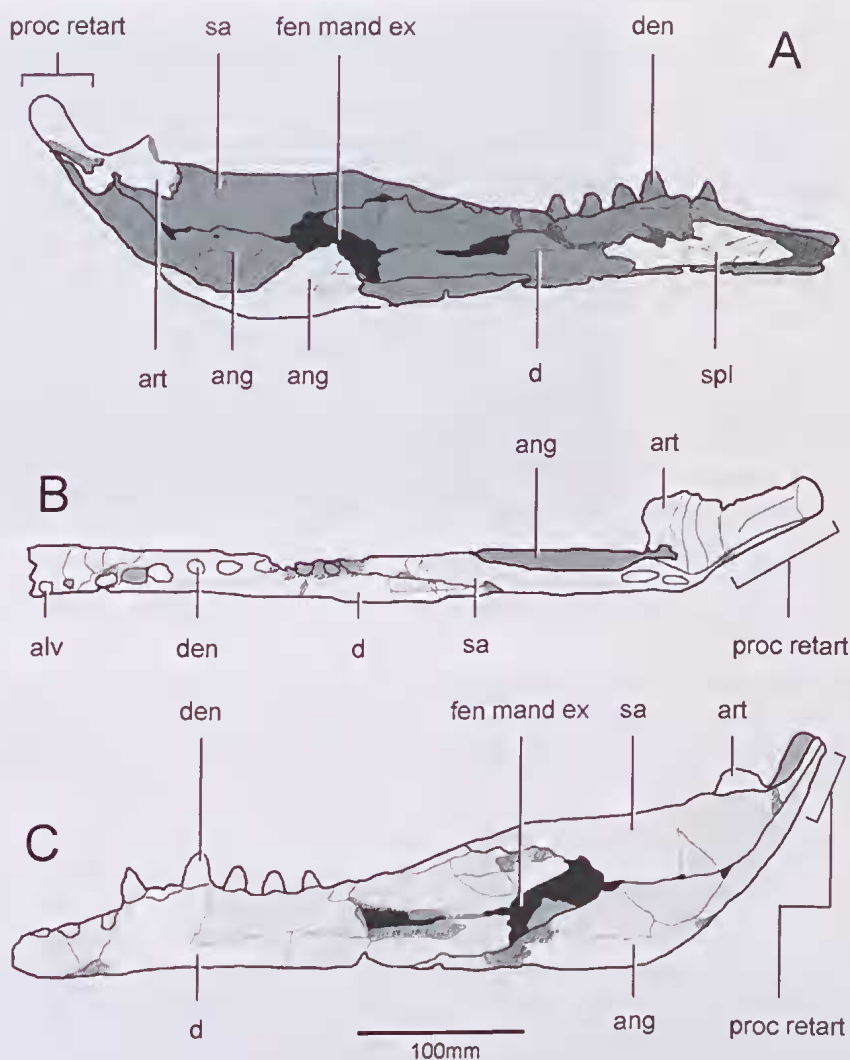 proc retart sa fen mand ex den
A
art ang ang d spl
ang art
B
alv den d sa proc retart
den fen mand ex sa art
C
d ang proc retart
100mm